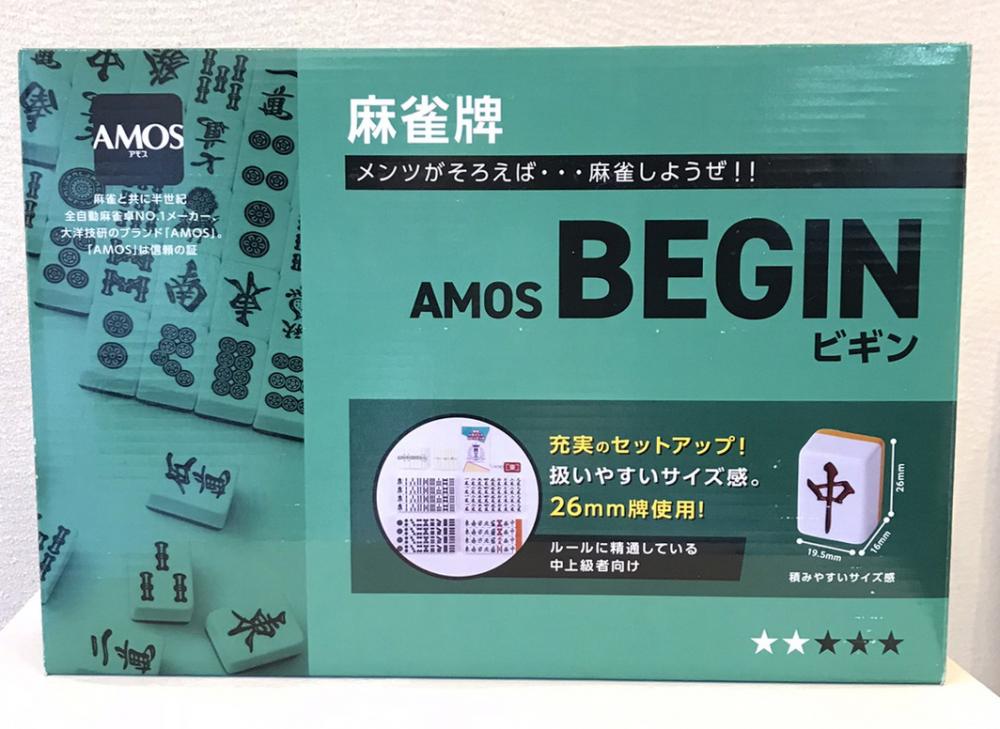 AMOS
アモス
麻雀と共に半世紀
全自動麻雀卓NO.1メーカー、
大洋技研のブランド「AMOS」。
「AMOS」は信頼の証
麻雀牌
メンツがそろえば・・・麻雀しようぜ!!
AMOS BEGIN
ビギン
充実のセットアップ!
扱いやすいサイズ感。
26mm牌使用!
ルールに精通している
中上級者向け
中
26mm
19.5mm
16mm
積みやすいサイズ感
★★★★★